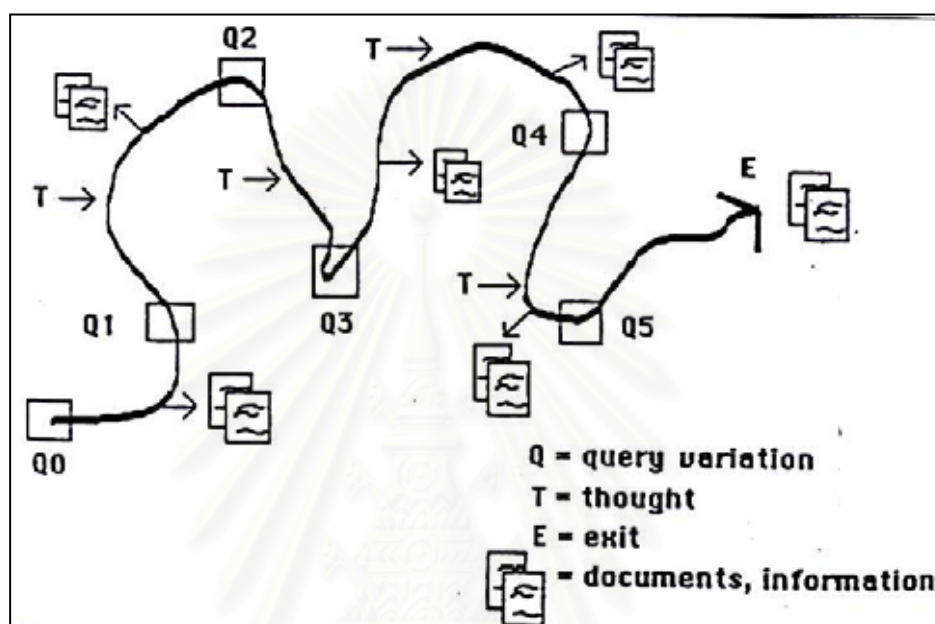 Q2
T
Q4
T
T
E
Q3
T
Q1
Q5
Q0
Q = query variation
T = thought
E = exit
= documents, information